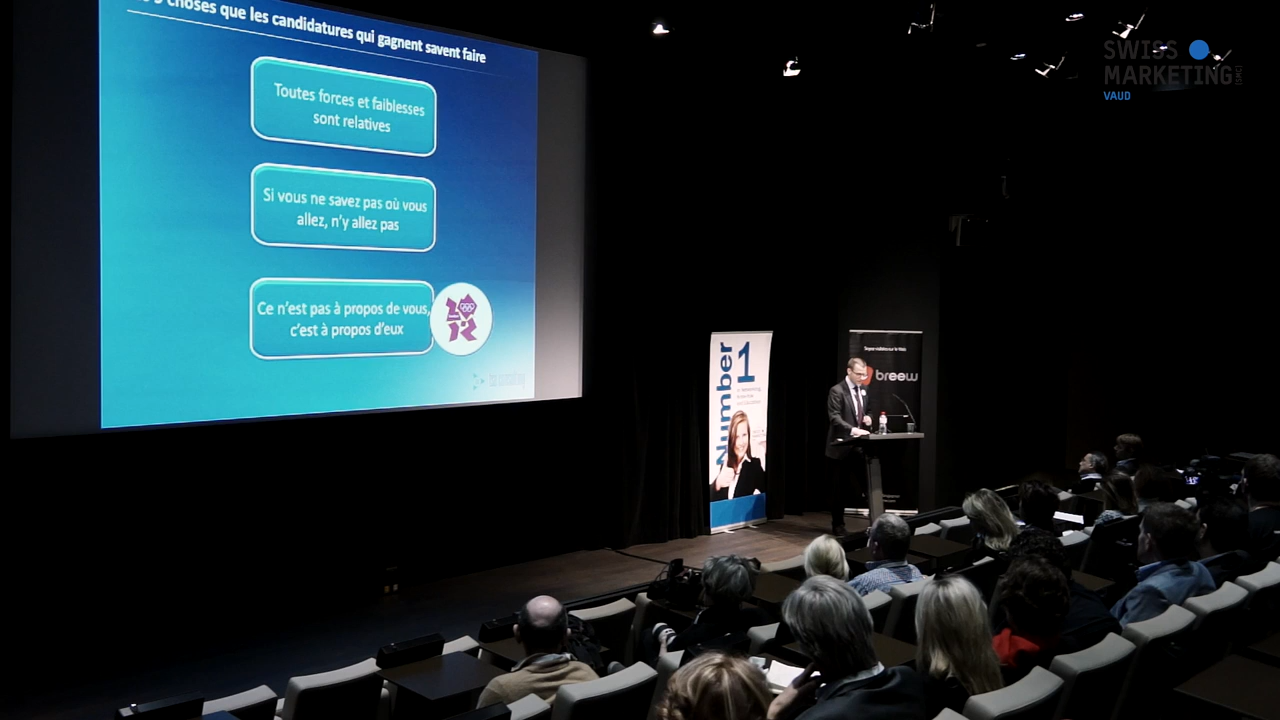 choses que les candidatures qui gagnent savent faire
Toutes forces et faiblesses
sont relatives
Si vous ne savez pas où vous
allez, n'y allez pas
Ce n'est pas à propos de vous,
c'est à propos d'eux
SWISS
MARKETING
VAUD
Number 1
breew